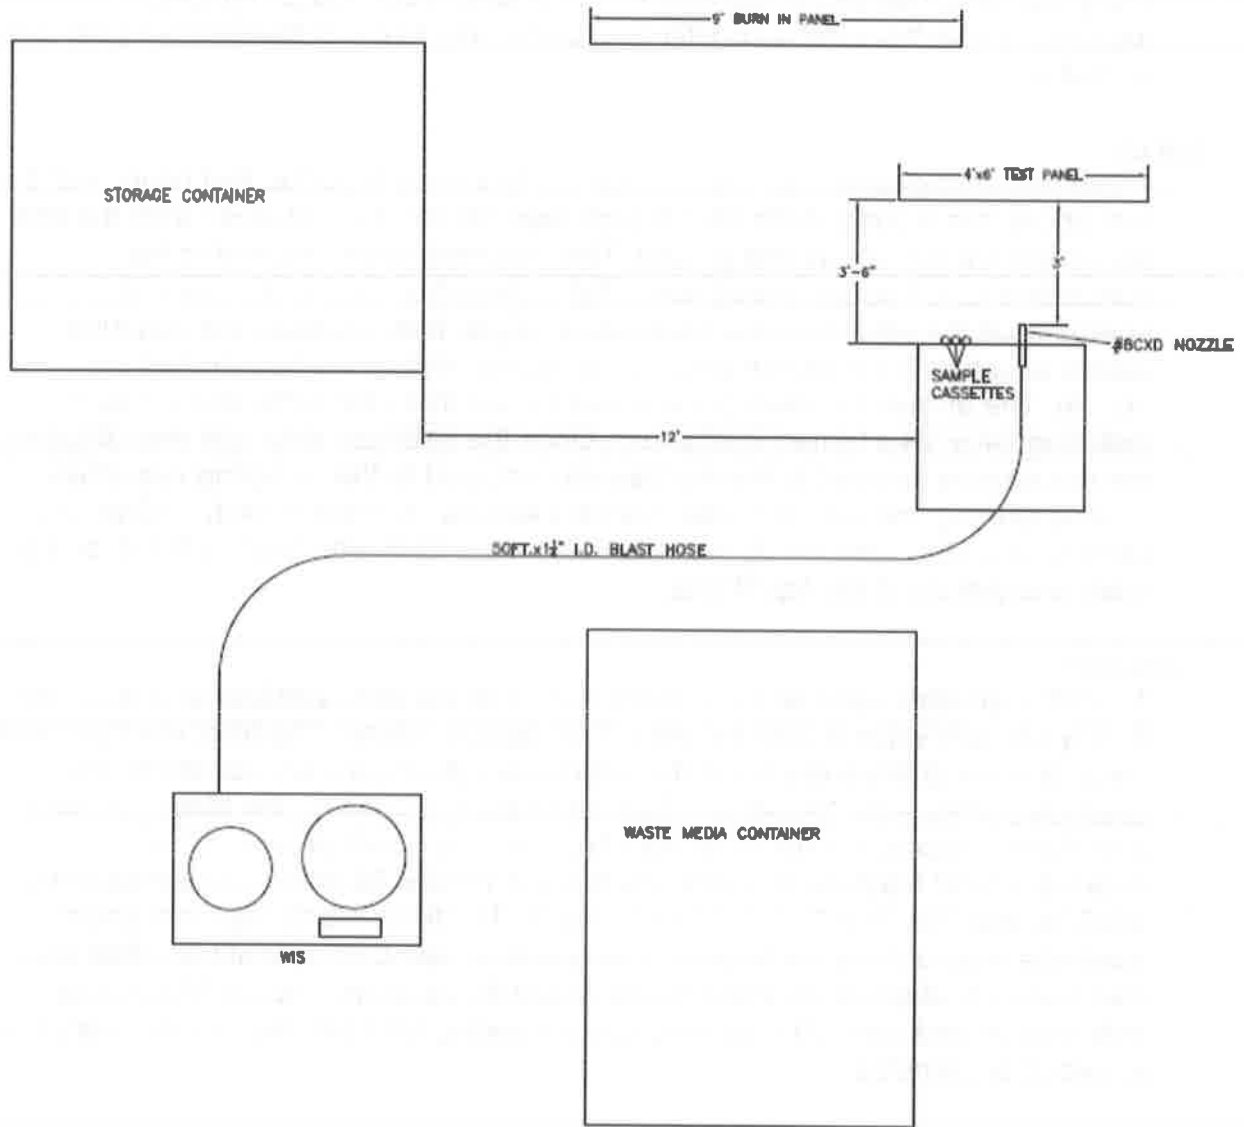 9' BURN IN PANEL
STORAGE CONTAINER
4'x6' TEST PANEL
3'-6"
3'
#8CXD NOZZLE
SAMPLE
CASSETTES
12'
50FT.x1½" I.D. BLAST HOSE
WASTE MEDIA CONTAINER
WIS